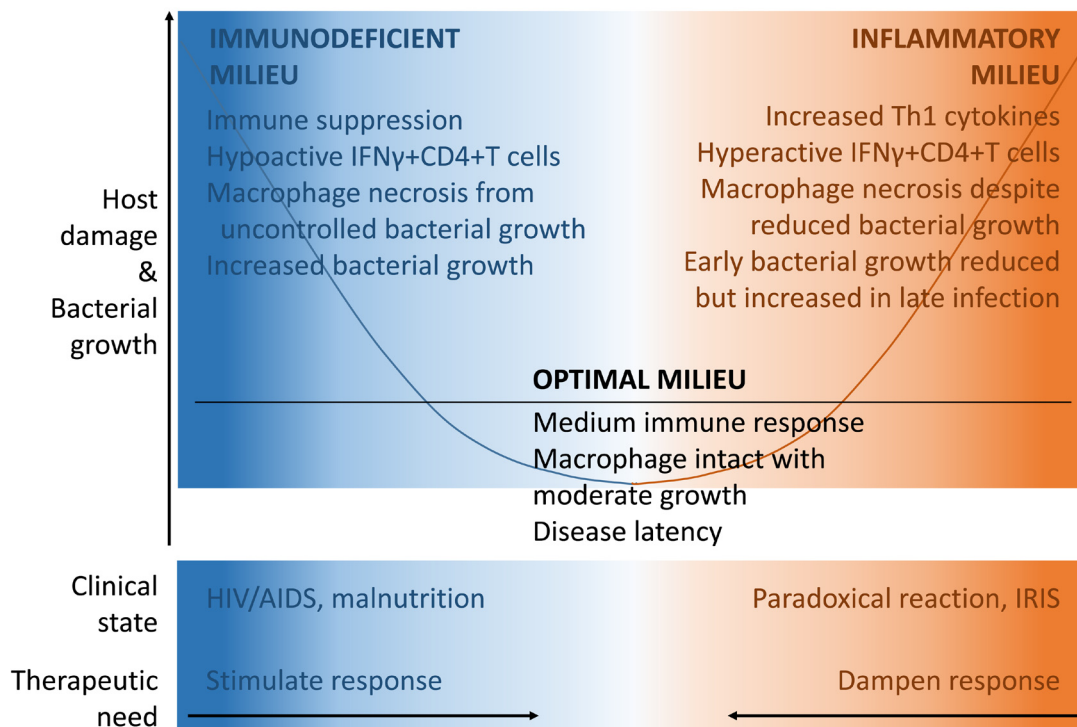 IMMUNODEFICIENT
MILIEU
Immune suppression
Hypoactive IFNγ+CD4+T cells
Macrophage necrosis from
uncontrolled bacterial growth
Increased bacterial growth
INFLAMMATORY
MILIEU
Increased Th1 cytokines
Hyperactive IFNγ+CD4+T cells
Macrophage necrosis despite
reduced bacterial growth
Early bacterial growth reduced
but increased in late infection
Host
damage
&
Bacterial
growth
OPTIMAL MILIEU
Medium immune response
Macrophage intact with
moderate growth
Disease latency
Clinical
state
HIV/AIDS, malnutrition
Paradoxical reaction, IRIS
Therapeutic
need
Stimulate response
Dampen response